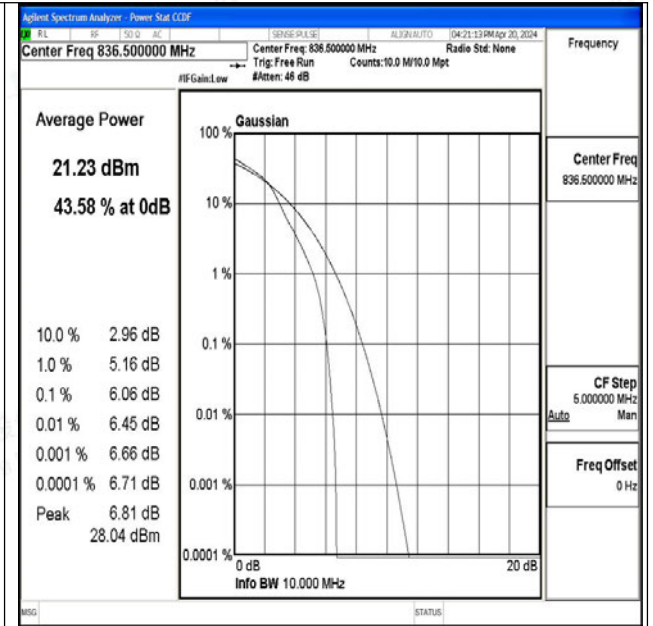 Agilent Spectrum Analyzer - Power Stat CCDF
RL RF 50 Ω AC SENSE:PULSE ALIGN AUTO 04:21:13 PM Apr 20, 2024
Center Freq 836.500000 MHz
Center Freq: 836.500000 MHz Radio Std: None
Trig: Free Run Counts:10.0 M/10.0 Mpt
#IFGain:Low #Atten: 46 dB
Frequency
Average Power
21.23 dBm
43.58 % at 0dB
10.0 % 2.96 dB
1.0 % 5.16 dB
0.1 % 6.06 dB
0.01 % 6.45 dB
0.001 % 6.66 dB
0.0001 % 6.71 dB
Peak 6.81 dB
28.04 dBm
Gaussian
100 %
10 %
1 %
0.1 %
0.01 %
0.001 %
0.0001 %
0 dB 20 dB
Info BW 10.000 MHz
Center Freq
836.500000 MHz
CF Step
5.000000 MHz
Auto Man
Freq Offset
0 Hz
MSG STATUS